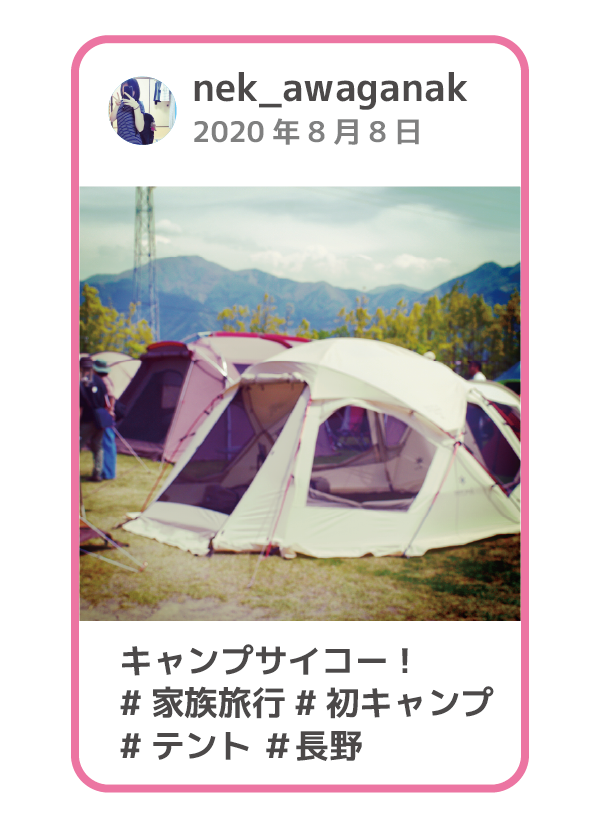 nek_awaganak
2020年8月8日
キャンプサイコー！
#家族旅行 #初キャンプ
#テント #長野